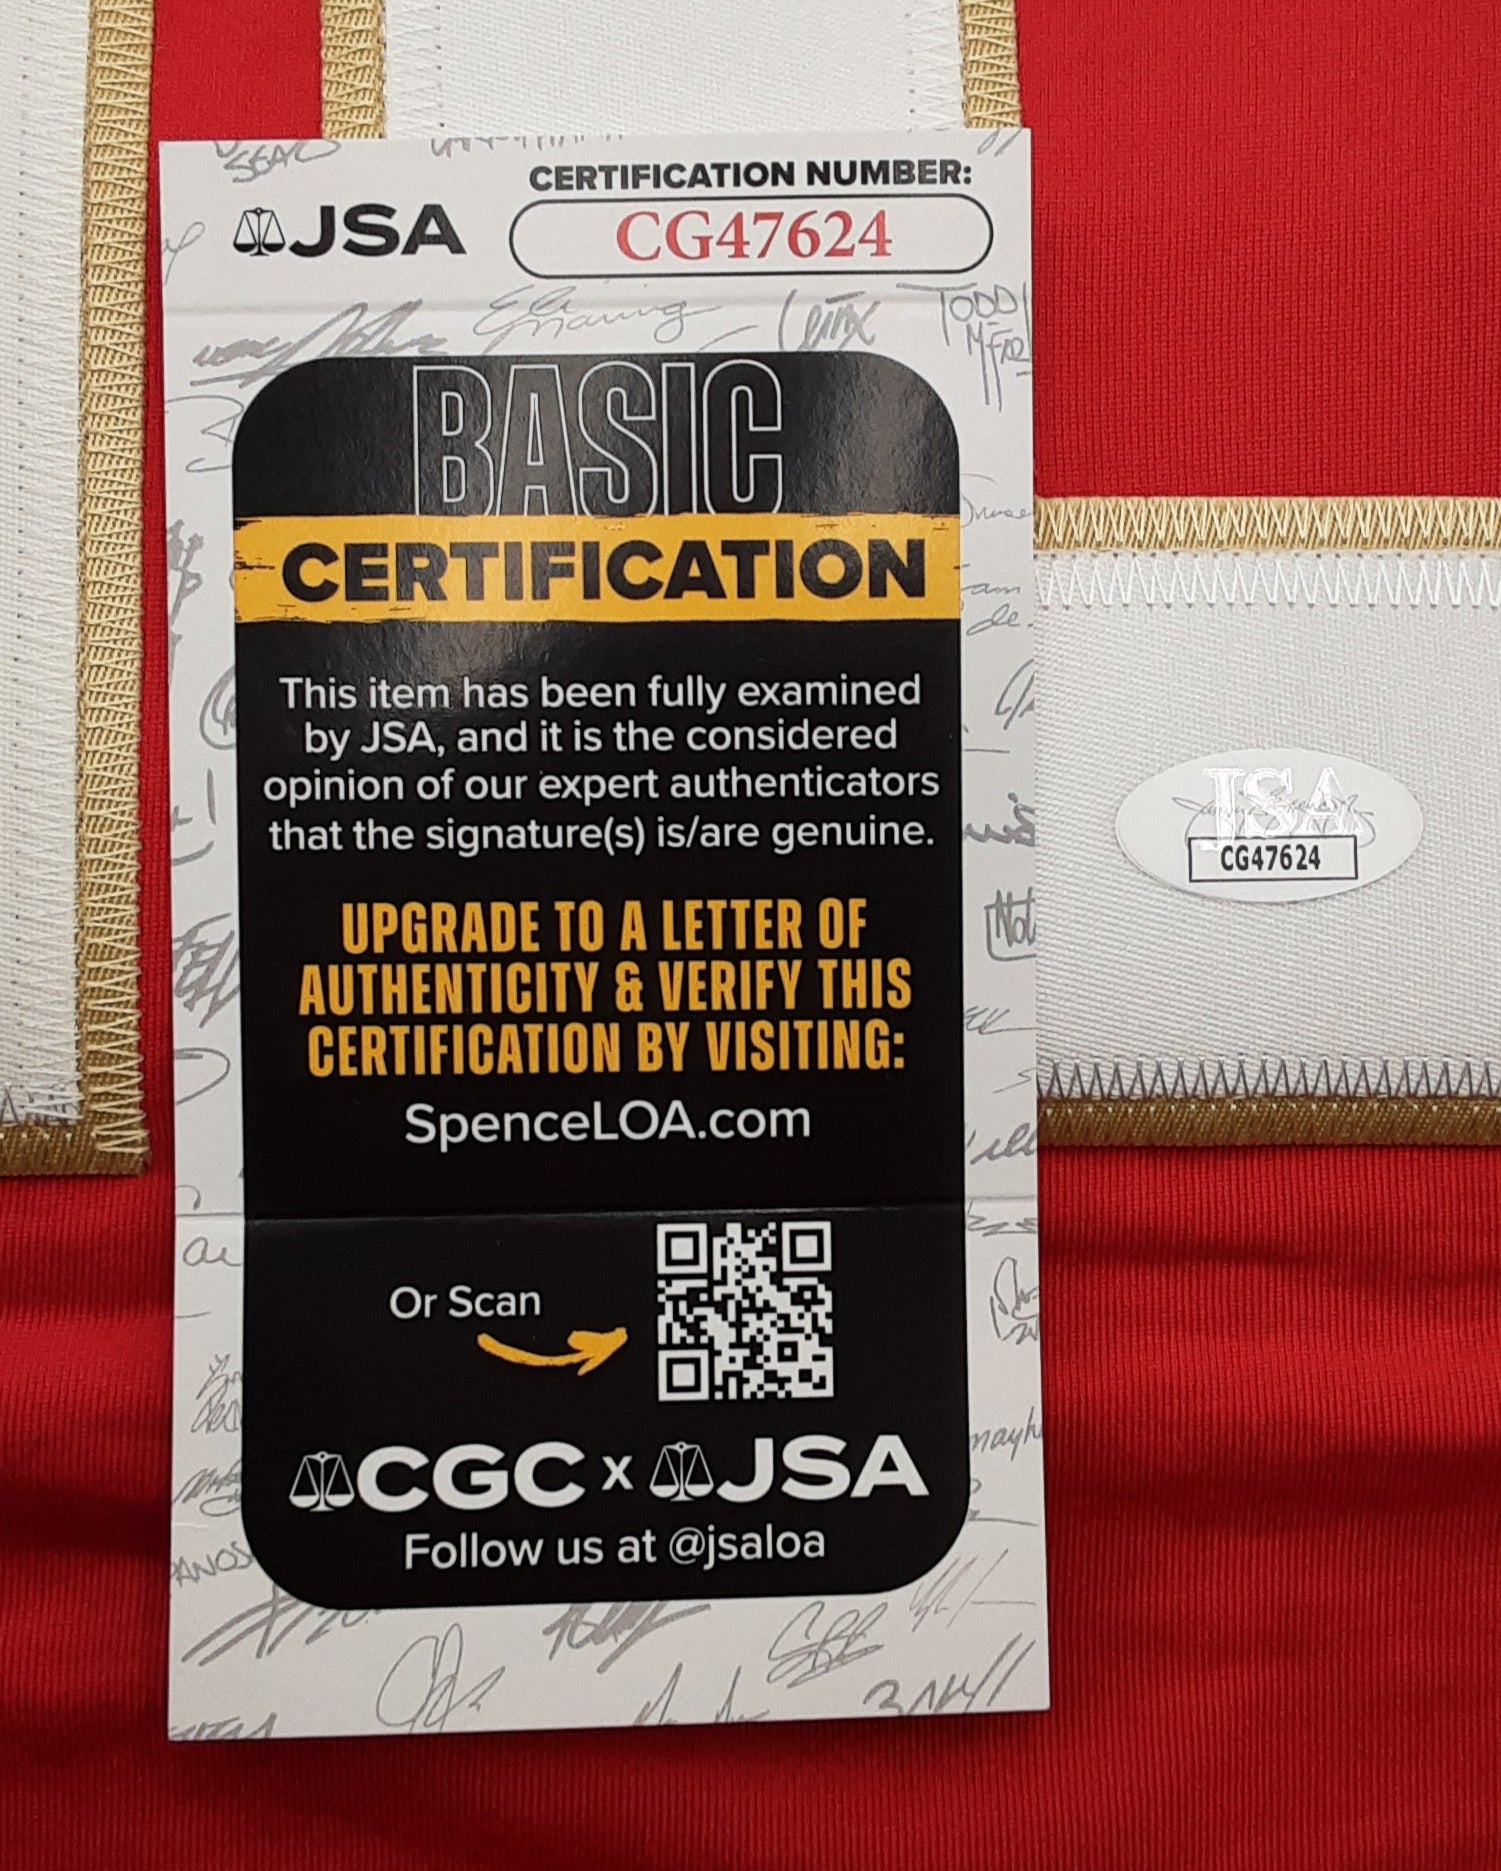 CERTIFICATION NUMBER:
JSA
CG47624
BASIC
CERTIFICATION
This item has been fully examined
by JSA, and it is the considered
opinion of our expert authenticators
that the signature(s) is/are genuine.
UPGRADE TO A LETTER OF
AUTHENTICITY & VERIFY THIS
CERTIFICATION BY VISITING:
SpenceLOA.com
Or Scan
CGC x JSA
Follow us at @jsaloa
JSA
CG47624